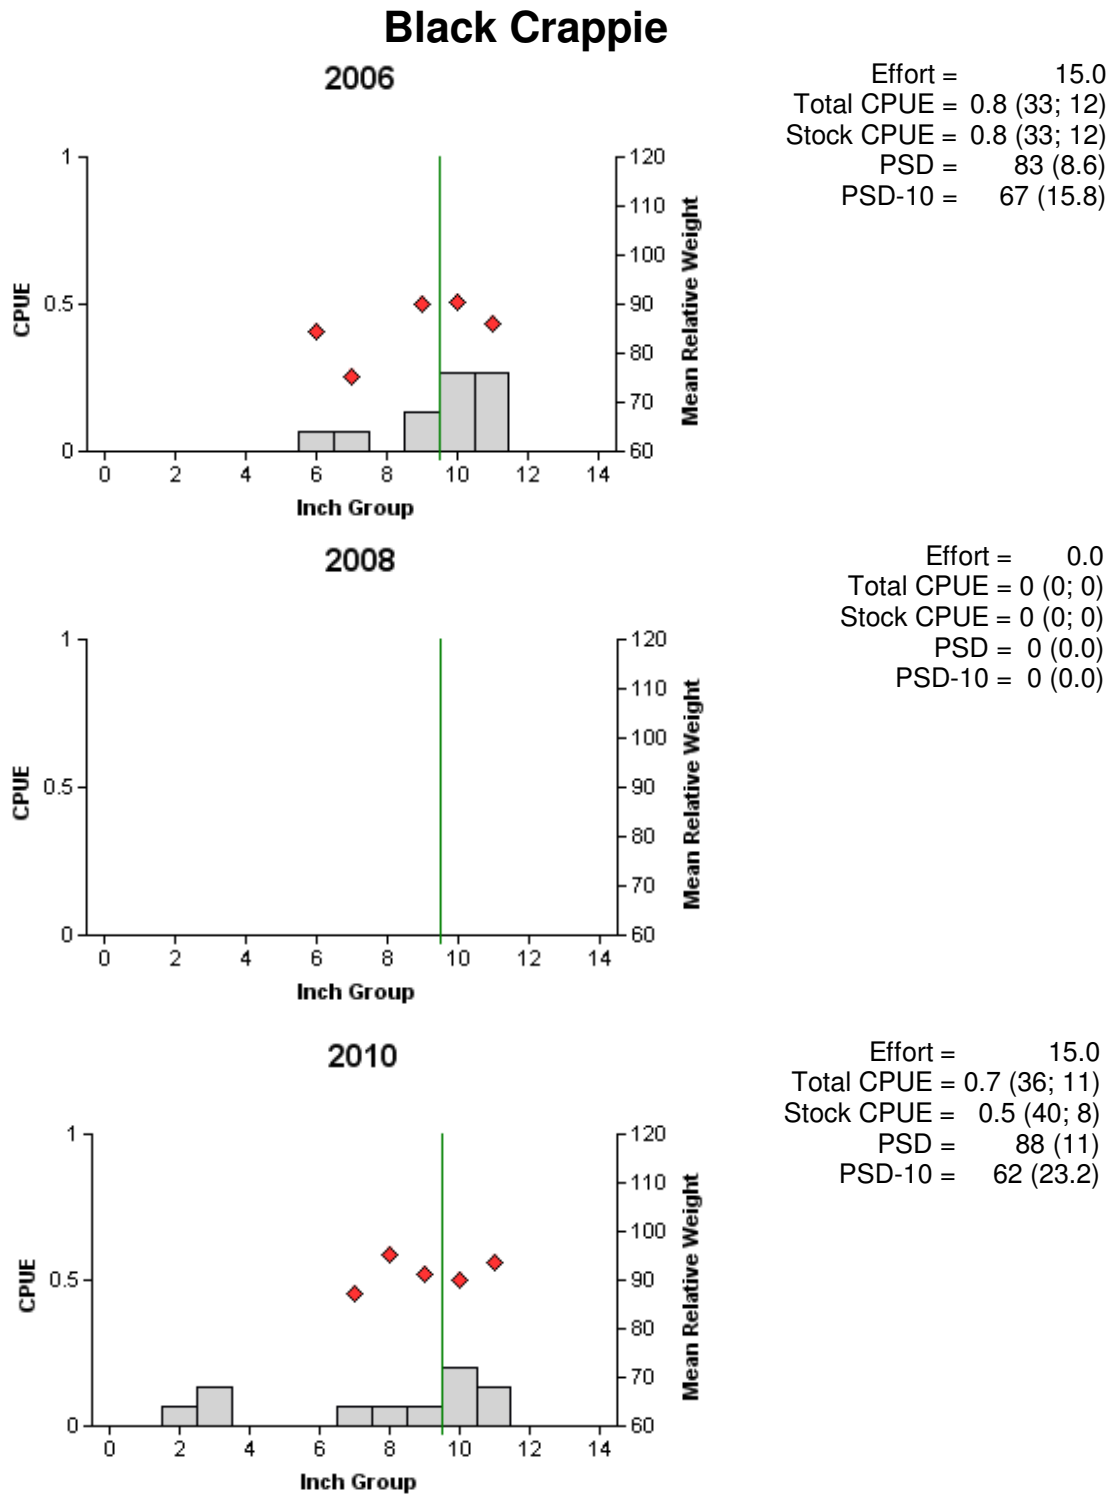 Black Crappie
2006
Effort = 15.0
Total CPUE = 0.8 (33; 12)
Stock CPUE = 0.8 (33; 12)
PSD = 83 (8.6)
PSD-10 = 67 (15.8)
1
0.5
0
CPUE
120
110
100
90
80
70
60
Mean Relative Weight
0 2 4 6 8 10 12 14
Inch Group
2008
Effort = 0.0
Total CPUE = 0 (0; 0)
Stock CPUE = 0 (0; 0)
PSD = 0 (0.0)
PSD-10 = 0 (0.0)
1
0.5
0
CPUE
120
110
100
90
80
70
60
Mean Relative Weight
0 2 4 6 8 10 12 14
Inch Group
2010
Effort = 15.0
Total CPUE = 0.7 (36; 11)
Stock CPUE = 0.5 (40; 8)
PSD = 88 (11)
PSD-10 = 62 (23.2)
1
0.5
0
CPUE
120
110
100
90
80
70
60
Mean Relative Weight
0 2 4 6 8 10 12 14
Inch Group